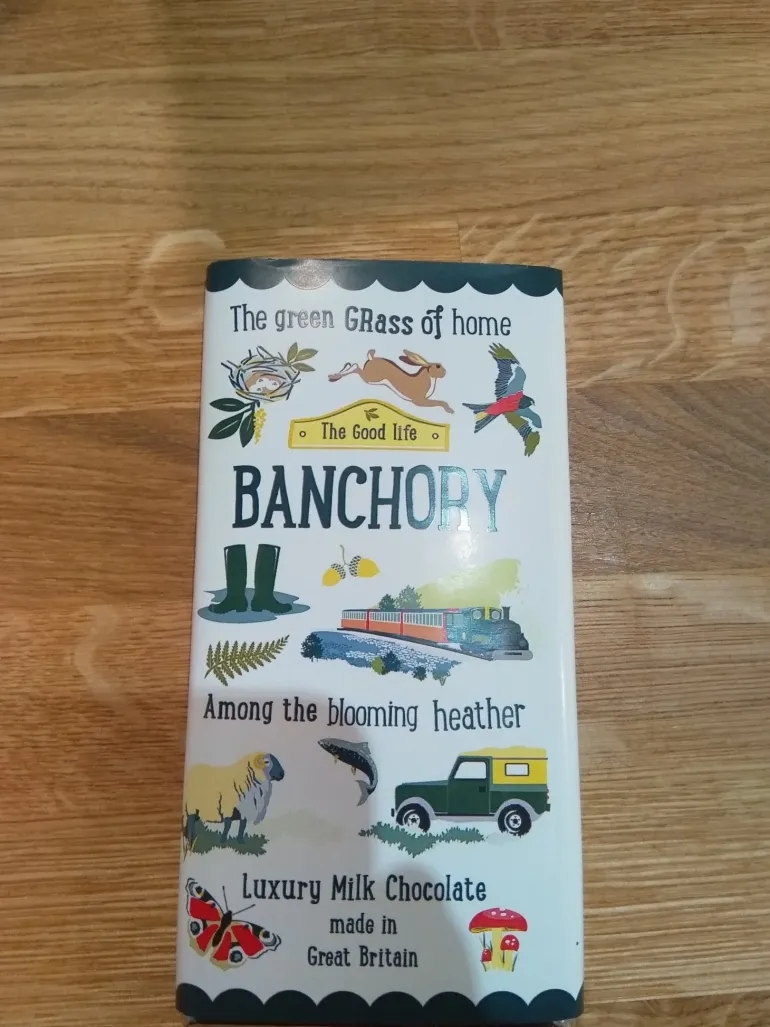 The green GRass of home
The Good life
BANCHORY
Among the blooming heather
Luxury Milk Chocolate
made in
Great Britain